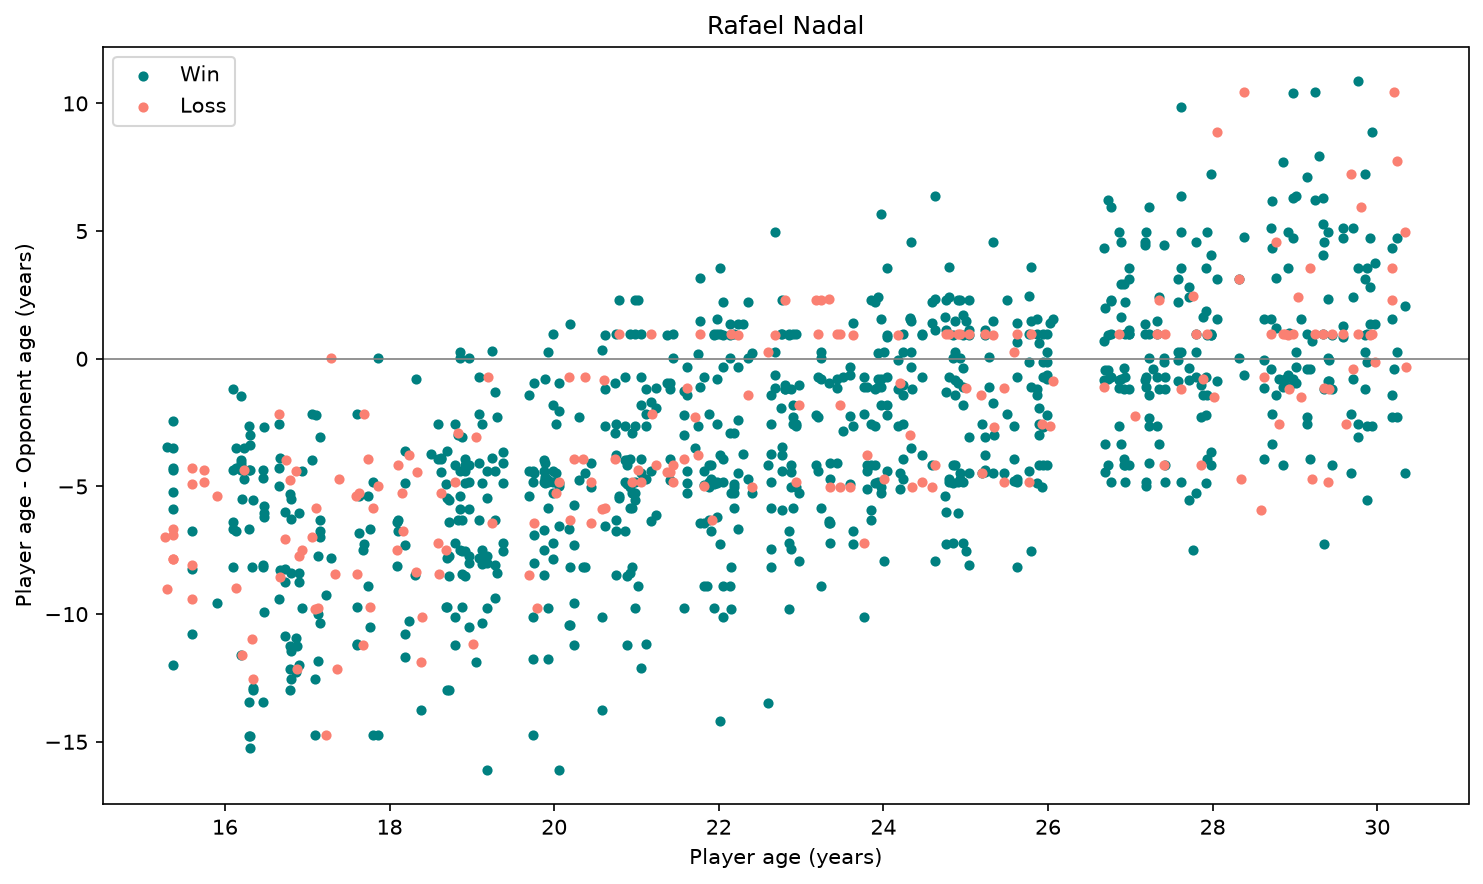 Rafael Nadal
Win
Loss
10
5
0
−5
−10
−15
Player age - Opponent age (years)
16 18 20 22 24 26 28 30
Player age (years)